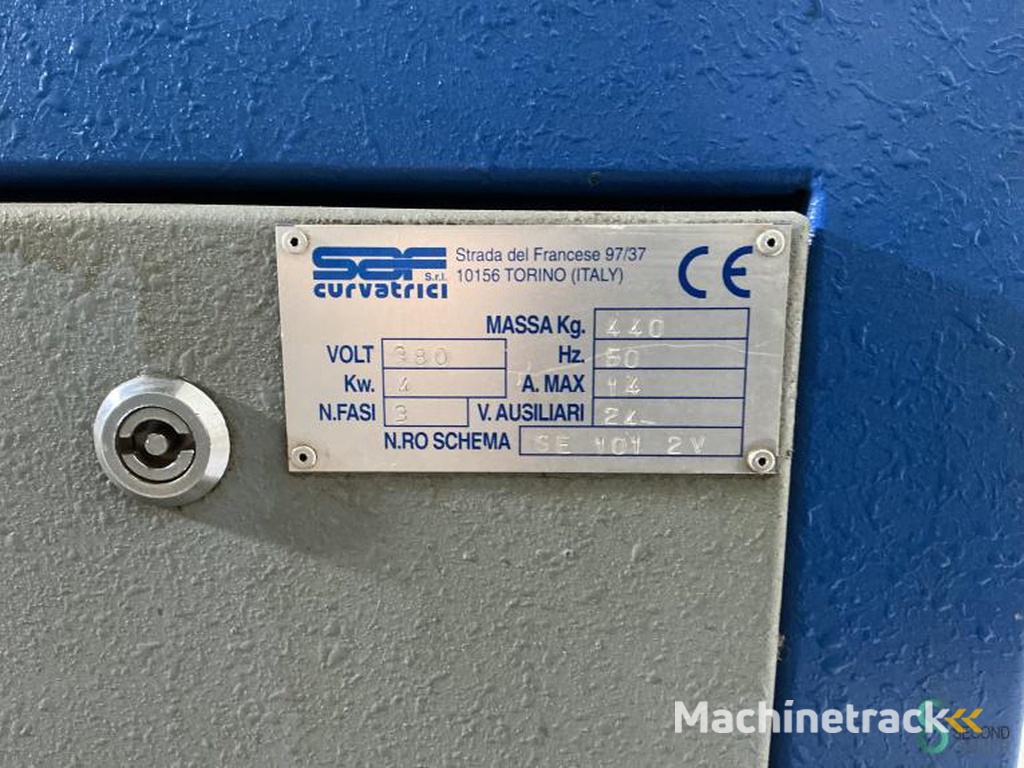 saf
s.r.l.
curvatrici
Strada del Francese 97/37
10156 TORINO (ITALY)
CE
MASSA Kg. 440
VOLT 380 Hz. 50
Kw. 4 A. MAX 14
N.FASI 3 V. AUSILIARI 24
N.RO SCHEMA SE 101 2V
Machinetrack
SECOND